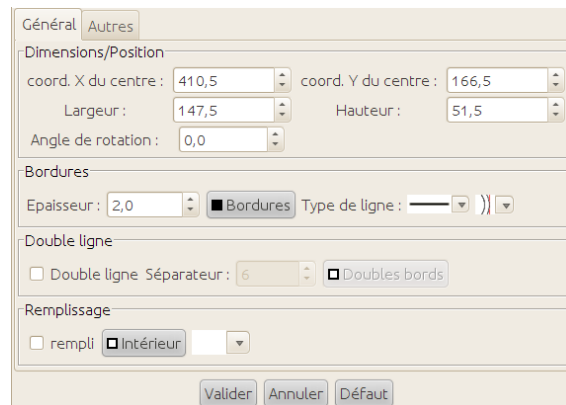 Général Autres
Dimensions/Position
coord. X du centre : 410,5 coord. Y du centre : 166,5
Largeur : 147,5 Hauteur : 51,5
Angle de rotation : 0,0
Bordures
Epaisseur : 2,0 Bordures Type de ligne :
Double ligne
Double ligne Séparateur : 6 Doubles bords
Remplissage
rempli Intérieur
Valider Annuler Défaut